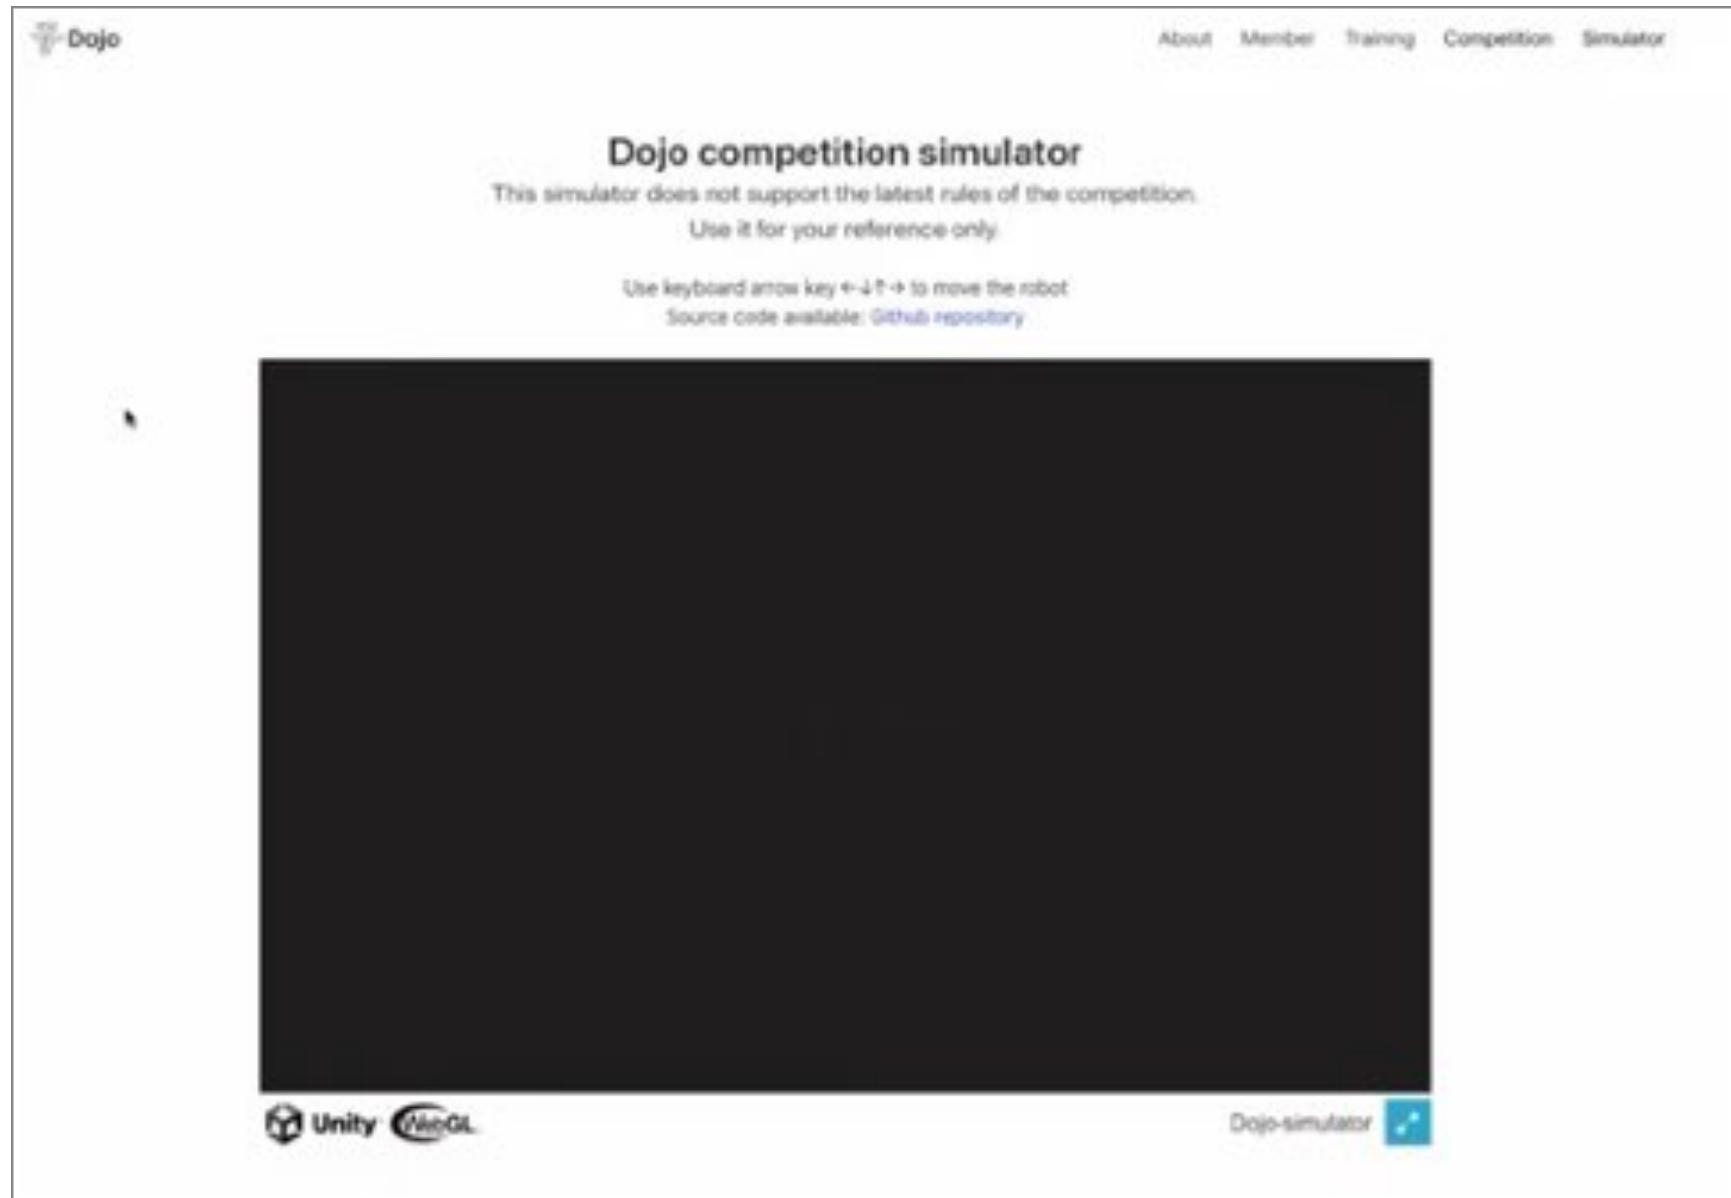 Dojo
About Member Training Competition Simulator
Dojo competition simulator
This simulator does not support the latest rules of the competition.
Use it for your reference only.
Use keyboard arrow key ←↓↑→ to move the robot
Source code available: Github repository
Unity WebGL
Dojo-simulator